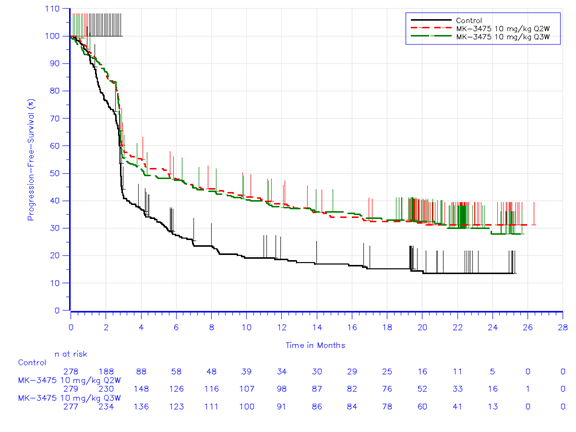 110
100
90
80
70
60
50
40
30
20
10
0
Progression-Free-Survival (%)
Control
MK-3475 10 mg/kg Q2W
MK-3475 10 mg/kg Q3W
0 2 4 6 8 10 12 14 16 18 20 22 24 26 28
Time in Months
n at risk
Control
278 188 88 58 48 39 34 30 29 25 16 11 5 0 0
MK-3475 10 mg/kg Q2W
279 230 148 126 116 107 98 87 82 76 52 33 16 1 0
MK-3475 10 mg/kg Q3W
277 234 136 123 111 100 91 86 84 78 60 41 13 0 0